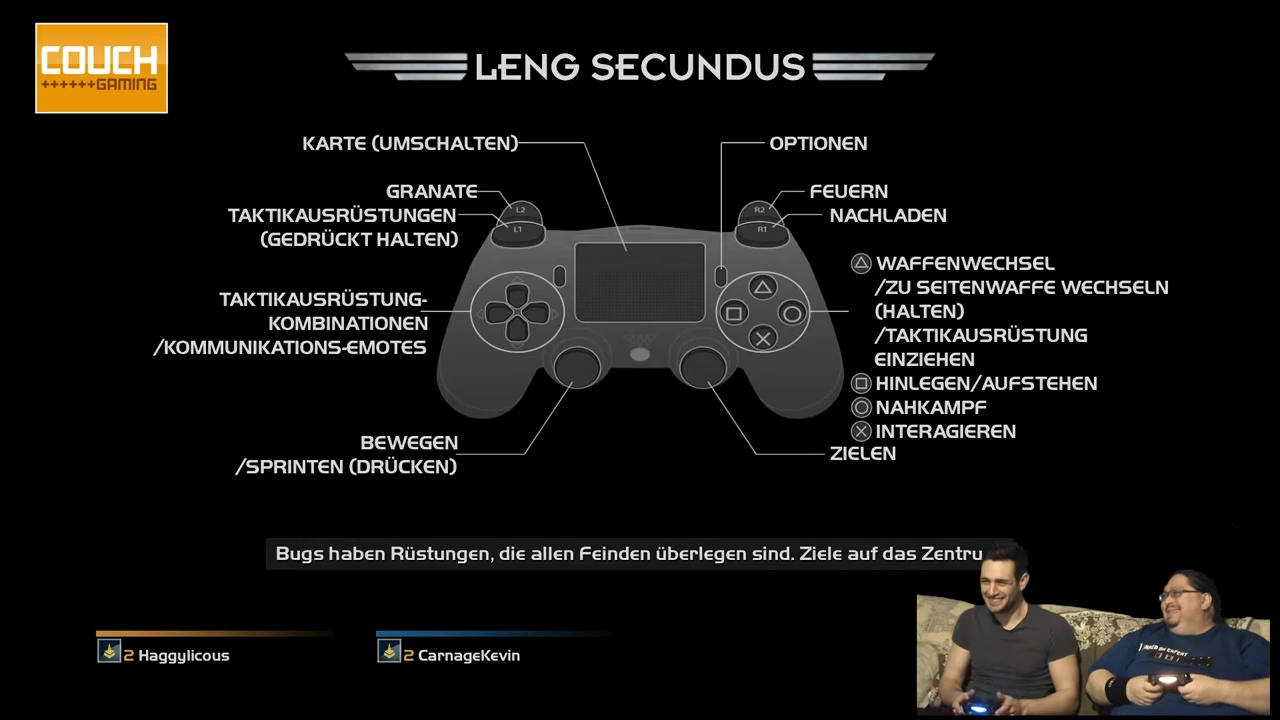 COUCH
++++++GAMING
LENG SECUNDUS
KARTE (UMSCHALTEN)
OPTIONEN
GRANATE
FEUERN
TAKTIKAUSRÜSTUNGEN
(GEDRÜCKT HALTEN)
NACHLADEN
L2
L1
R2
R1
WAFFENWECHSEL
/ZU SEITENWAFFE WECHSELN
(HALTEN)
/TAKTIKAUSRÜSTUNG
EINZIEHEN
HINLEGEN/AUFSTEHEN
NAHKAMPF
INTERAGIEREN
TAKTIKAUSRÜSTUNG-
KOMBINATIONEN
/KOMMUNIKATIONS-EMOTES
BEWEGEN
/SPRINTEN (DRÜCKEN)
ZIELEN
Bugs haben Rüstungen, die allen Feinden überlegen sind. Ziele auf das Zentru
2 Haggylicous
2 CarnageKevin